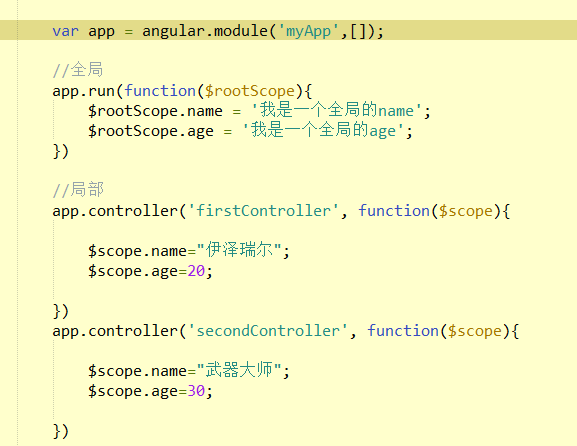 var app = angular.module('myApp',[]);
//全局
app.run(function($rootScope){
$rootScope.name = '我是一个全局的name';
$rootScope.age = '我是一个全局的age';
})
//局部
app.controller('firstController', function($scope){
$scope.name="伊泽瑞尔";
$scope.age=20;
})
app.controller('secondController', function($scope){
$scope.name="武器大师";
$scope.age=30;
})